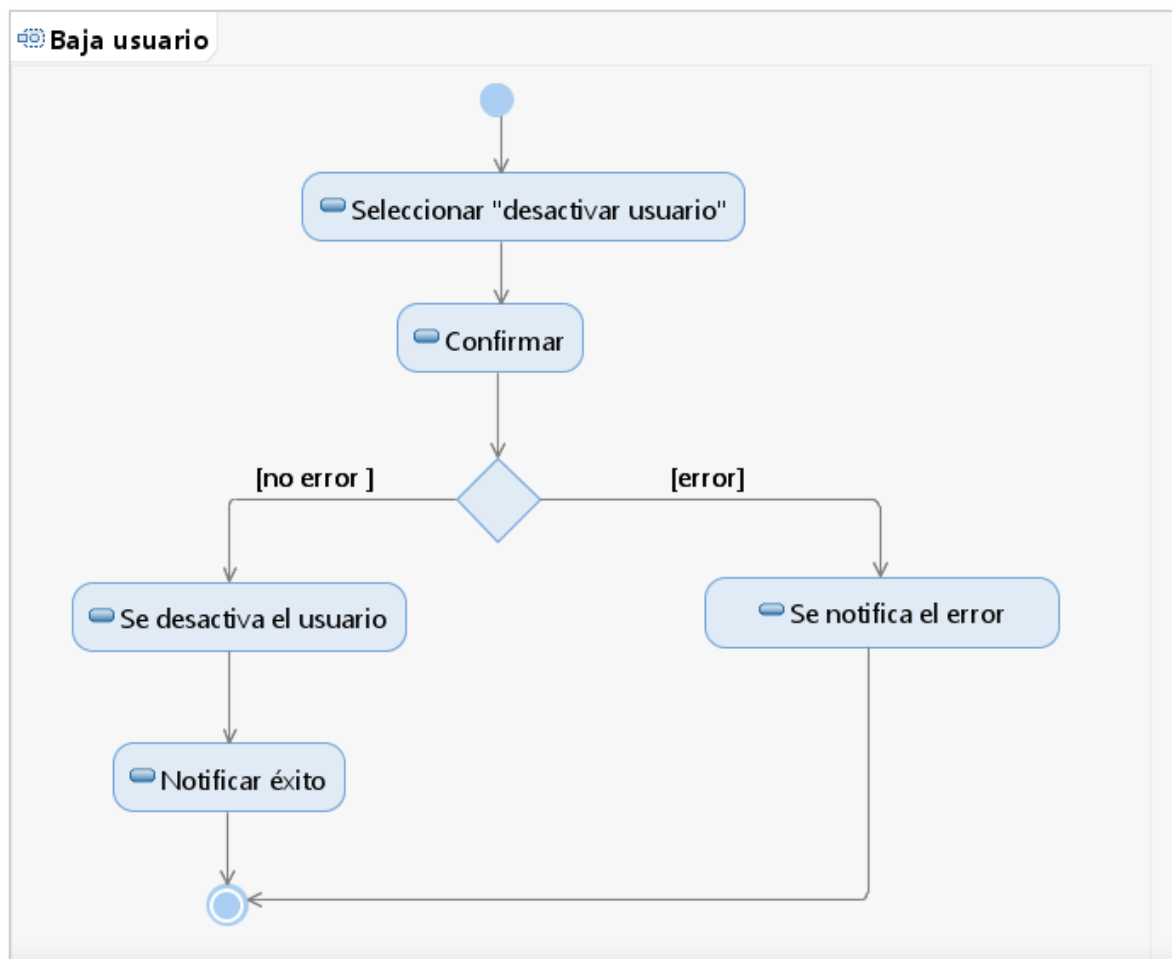 Baja usuario
Seleccionar "desactivar usuario"
Confirmar
[no error ]
[error]
Se desactiva el usuario
Se notifica el error
Notificar éxito